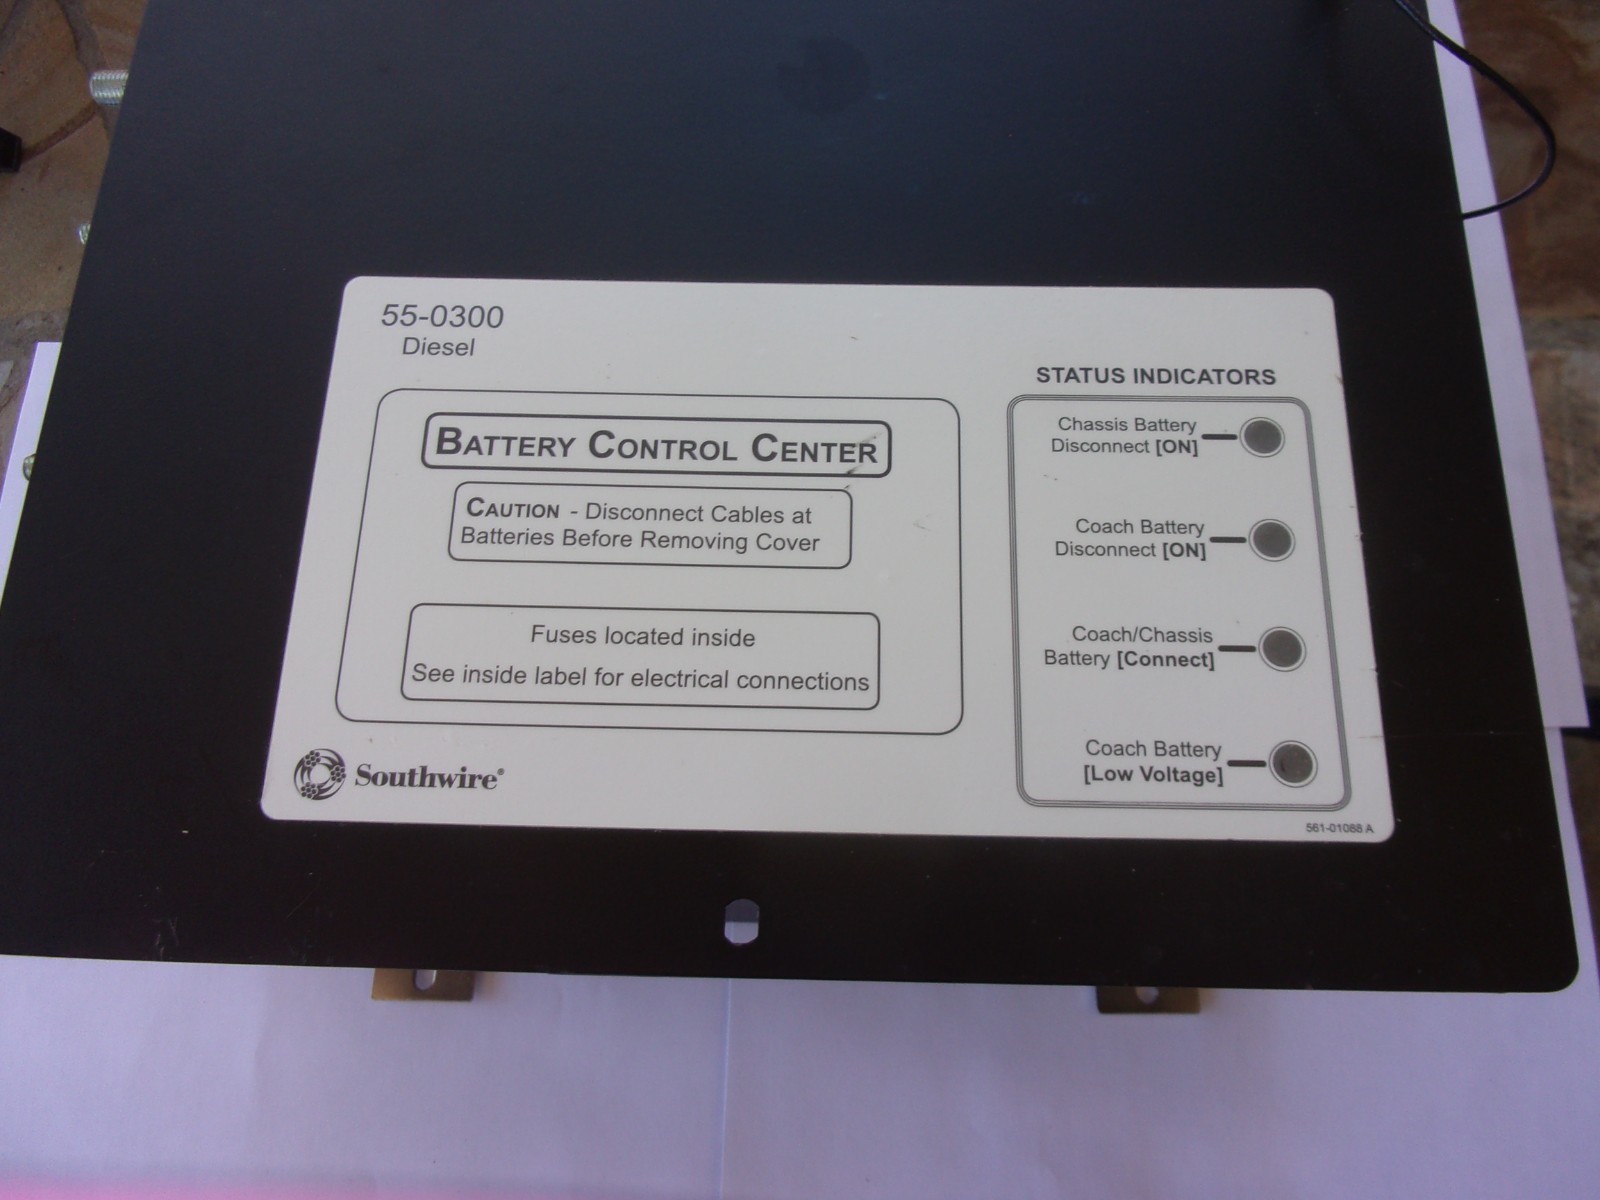 55-0300
Diesel
BATTERY CONTROL CENTER
CAUTION - Disconnect Cables at
Batteries Before Removing Cover
Fuses located inside
See inside label for electrical connections
Southwire®
STATUS INDICATORS
Chassis Battery
Disconnect [ON]
Coach Battery
Disconnect [ON]
Coach/Chassis
Battery [Connect]
Coach Battery
[Low Voltage]
561-01088 A